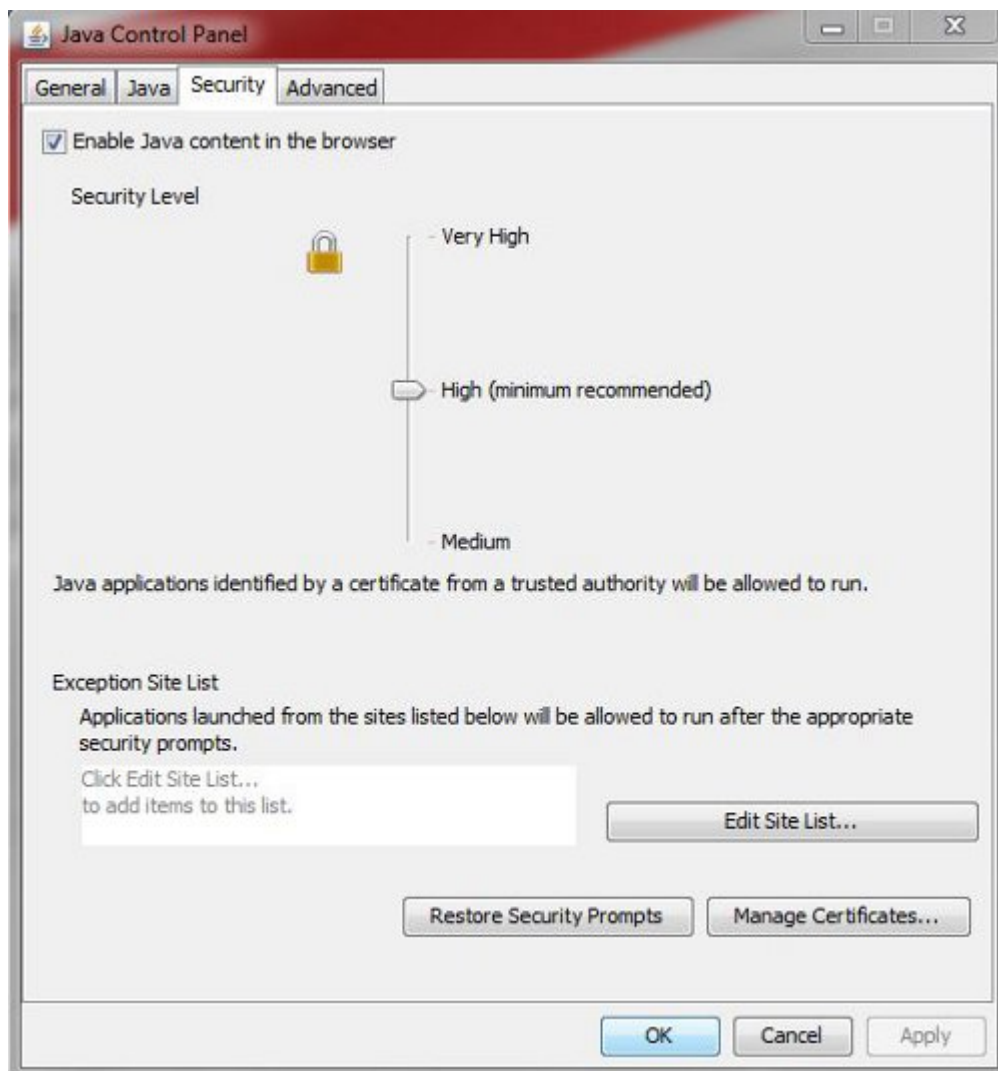 Java Control Panel
General Java Security Advanced
Enable Java content in the browser
Security Level
Very High
High (minimum recommended)
Medium
Java applications identified by a certificate from a trusted authority will be allowed to run.
Exception Site List
Applications launched from the sites listed below will be allowed to run after the appropriate
security prompts.
Click Edit Site List...
to add items to this list.
Edit Site List...
Restore Security Prompts Manage Certificates...
OK Cancel Apply